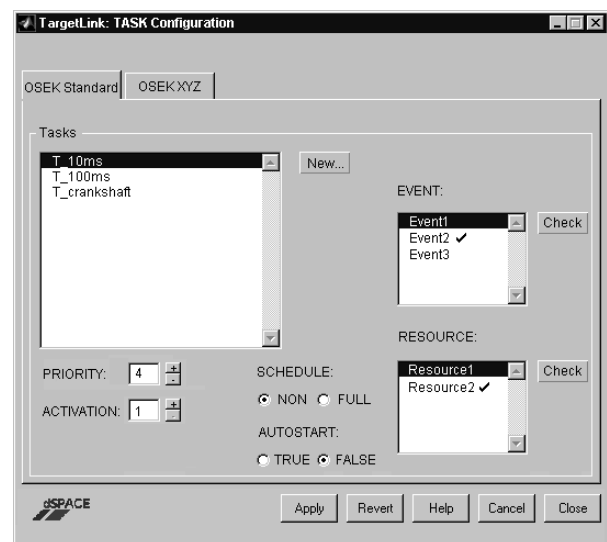 TargetLink: TASK Configuration
OSEK Standard
OSEK XYZ
Tasks
T_10ms
T_100ms
T_crankshaft
New...
EVENT:
Event1
Event2 ✓
Event3
Check
RESOURCE:
Resource1
Resource2 ✓
Check
PRIORITY: 4 + -
ACTIVATION: 1 + -
SCHEDULE:
NON FULL
AUTOSTART:
TRUE FALSE
dSPACE
Apply Revert Help Cancel Close